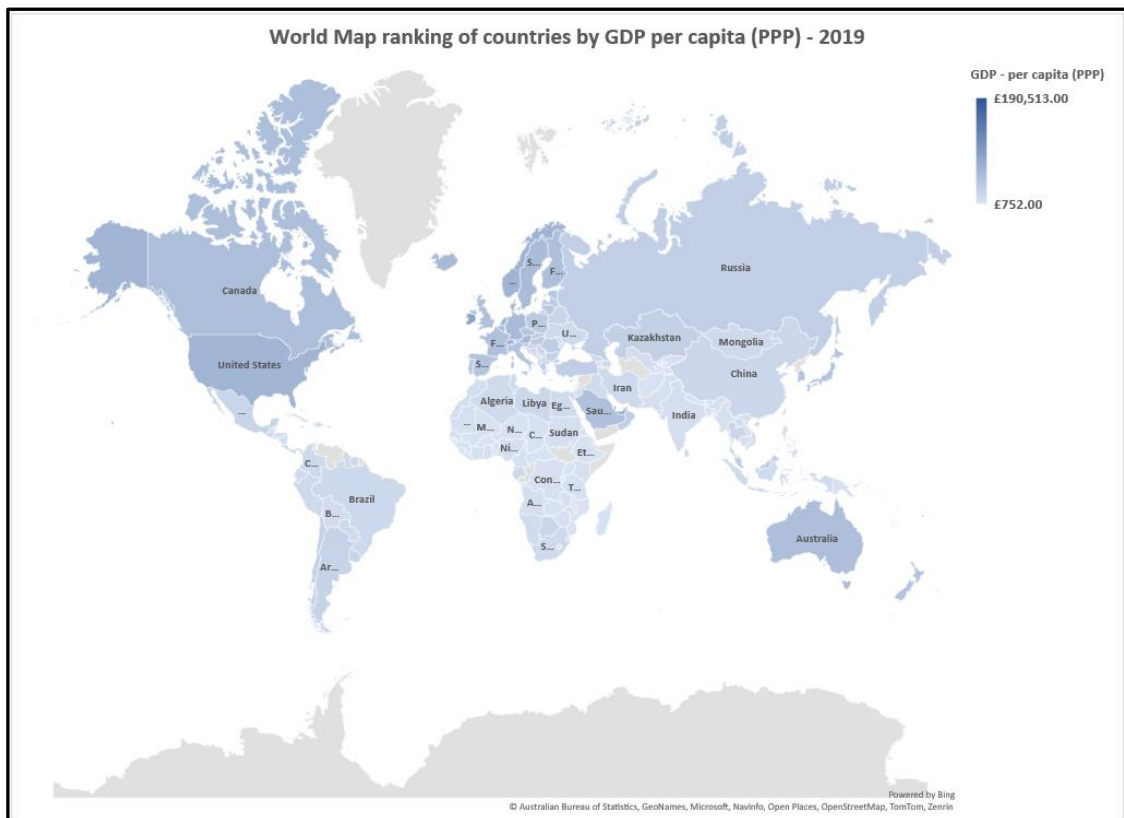 World Map ranking of countries by GDP per capita (PPP) - 2019
GDP - per capita (PPP)
£190,513.00
£752.00
Russia
Canada
S...
F...
...
P...
U...
Kazakhstan
Mongolia
F...
United States
China
S...
Iran
Algeria
Libya
Eg...
...
Sau...
India
...
M...
N...
C...
Sudan
Ni...
Et...
C...
Con...
T...
Brazil
A...
B...
Australia
S...
Ar...
Powered by Bing
© Australian Bureau of Statistics, GeoNames, Microsoft, Navinfo, Open Places, OpenStreetMap, TomTom, Zenrin